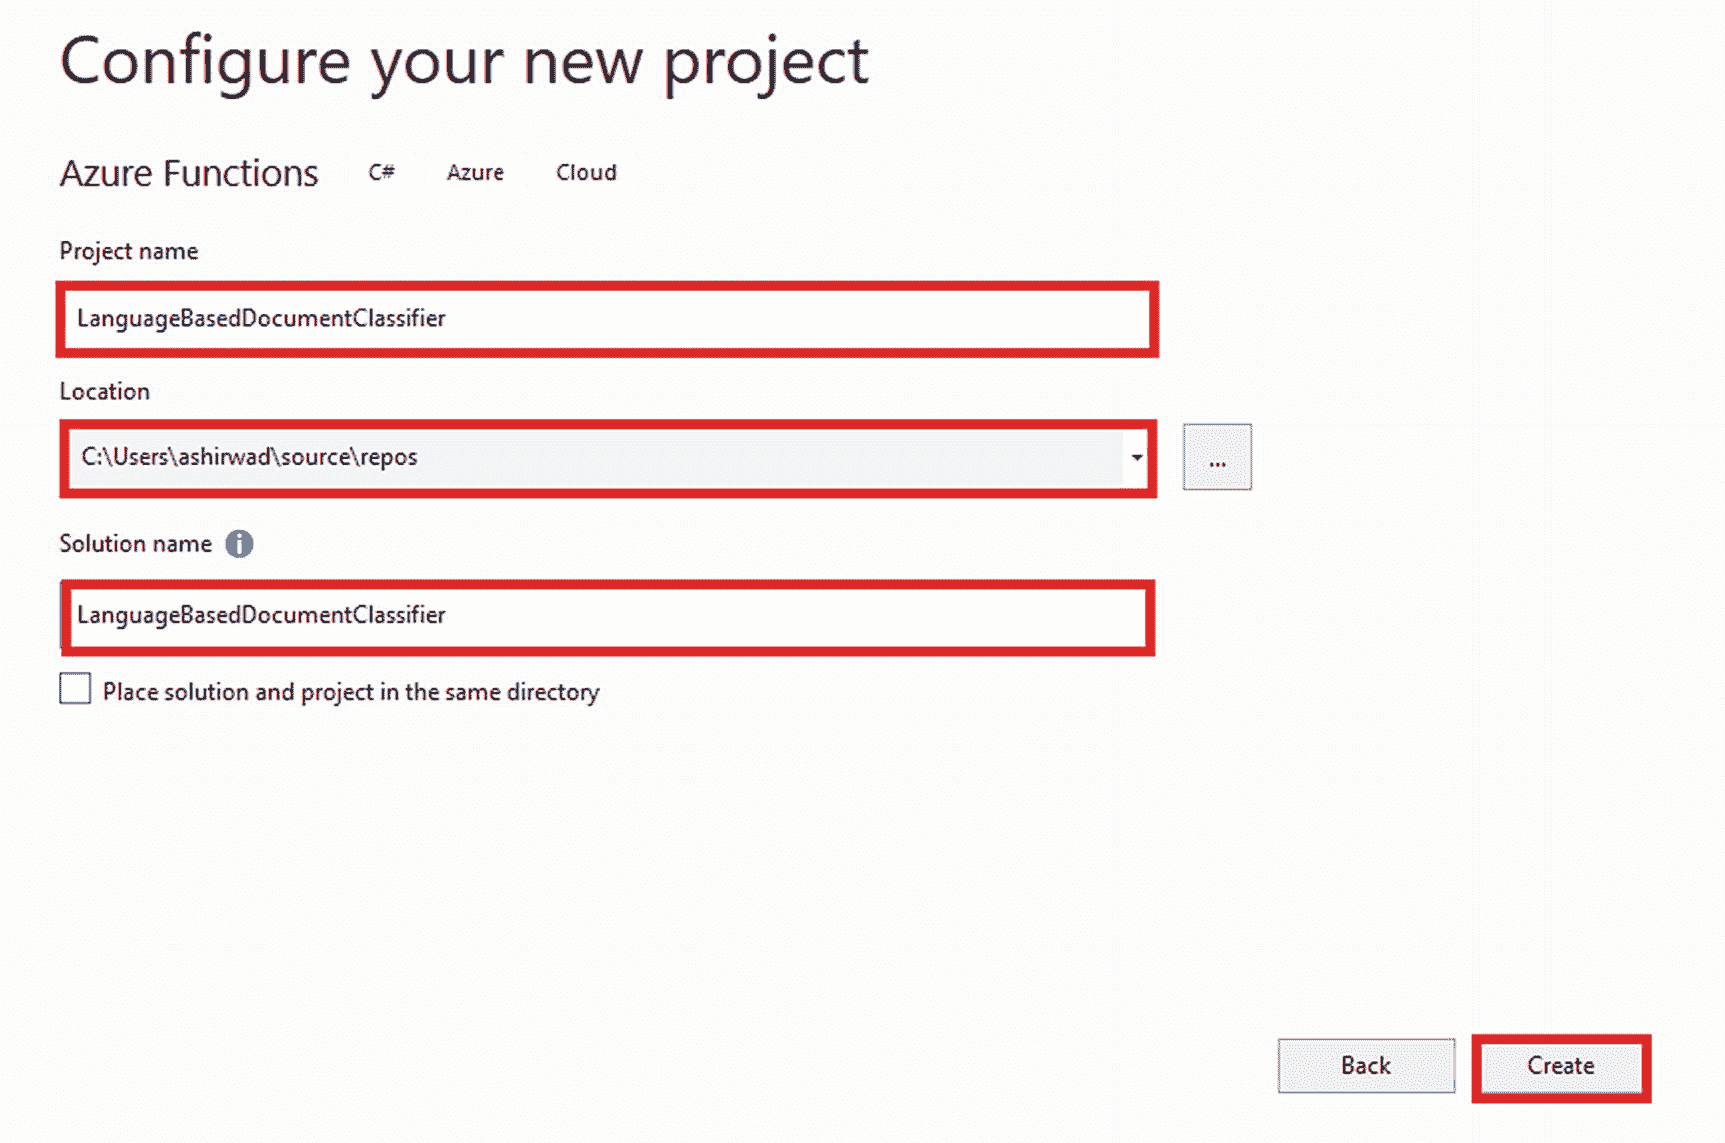 Configure your new project
Azure Functions C# Azure Cloud
Project name
LanguageBasedDocumentClassifier
Location
C:\Users\ashirwad\source\repos
...
Solution name i
LanguageBasedDocumentClassifier
Place solution and project in the same directory
Back Create